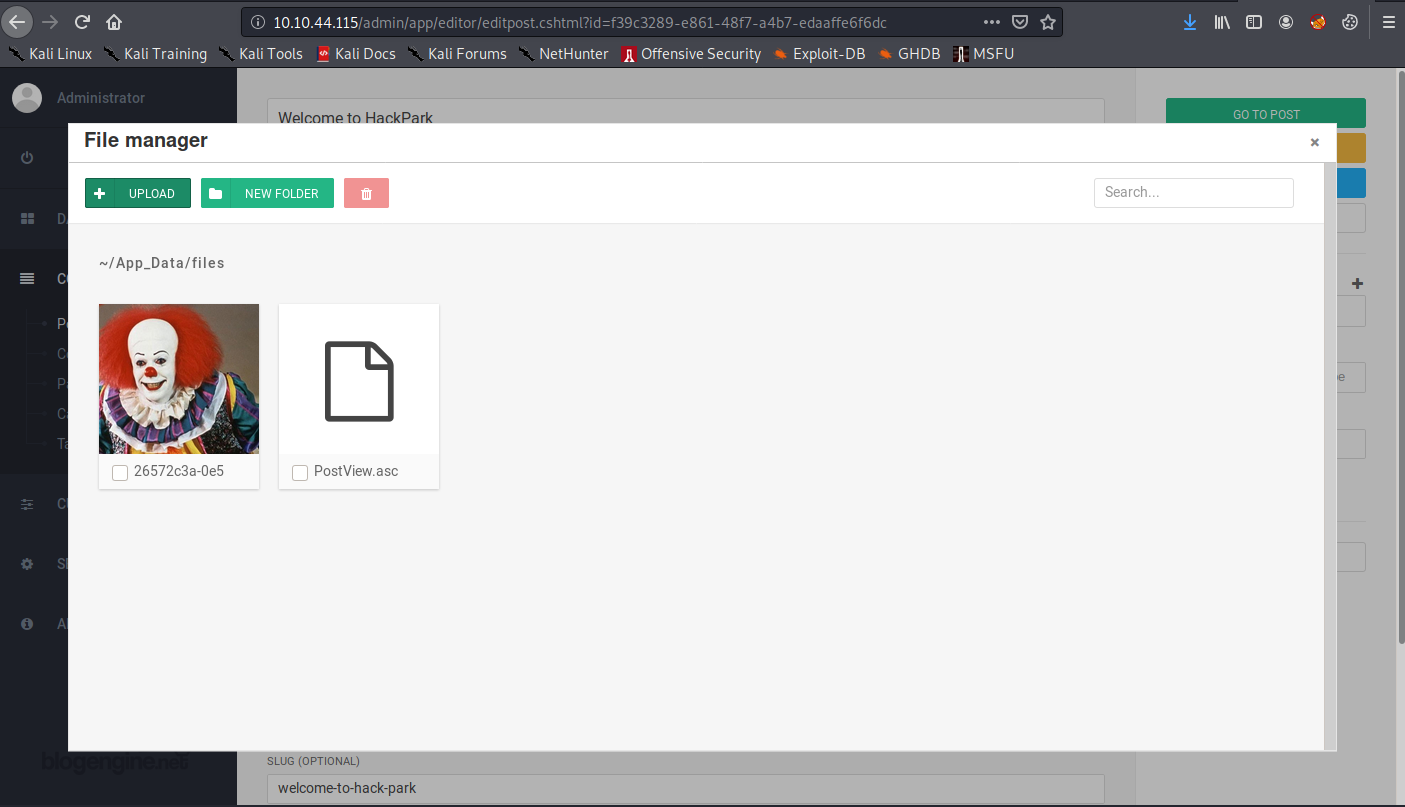 10.10.44.115/admin/app/editor/editpost.cshtml?id=f39c3289-e861-48f7-a4b7-edaaffe6f6dc
Kali Linux Kali Training Kali Tools Kali Docs Kali Forums NetHunter Offensive Security Exploit-DB GHDB MSFU
Administrator
Welcome to HackPark
GO TO POST
File manager
UPLOAD NEW FOLDER Search...
~/App_Data/files
26572c3a-0e5 PostView.asc
blogengine.net
SLUG (OPTIONAL)
welcome-to-hack-park